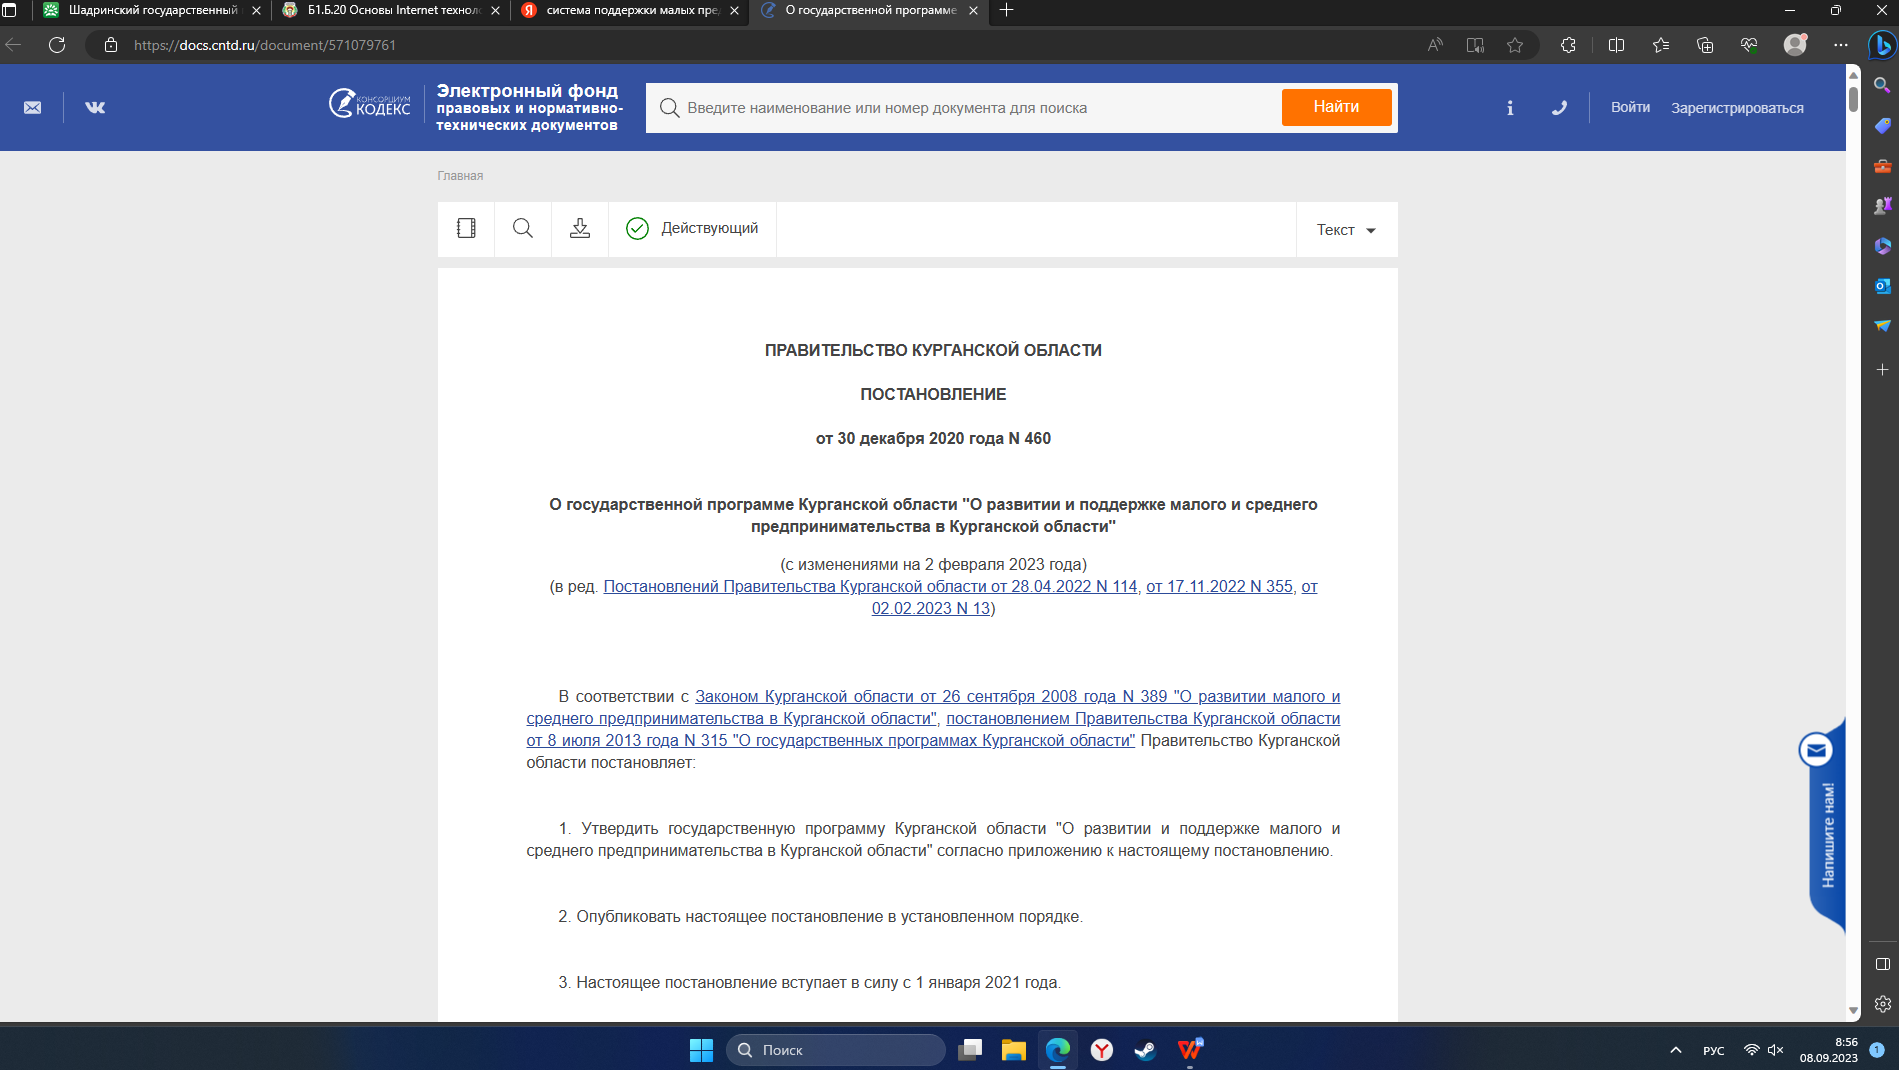 Шадринский государственный
Б1.Б.20 Основы Internet технол
система поддержки малых пре
О государственной программе
https://docs.cntd.ru/document/571079761
КОНСОРЦИУМ
КОДЕКС
Электронный фонд
правовых и нормативно-
технических документов
Введите наименование или номер документа для поиска
Найти
Войти
Зарегистрироваться
Главная
Действующий
Текст
ПРАВИТЕЛЬСТВО КУРГАНСКОЙ ОБЛАСТИ
ПОСТАНОВЛЕНИЕ
от 30 декабря 2020 года N 460
О государственной программе Курганской области "О развитии и поддержке малого и среднего
предпринимательства в Курганской области"
(с изменениями на 2 февраля 2023 года)
(в ред. Постановлений Правительства Курганской области от 28.04.2022 N 114, от 17.11.2022 N 355, от
02.02.2023 N 13)
В соответствии с Законом Курганской области от 26 сентября 2008 года N 389 "О развитии малого и
среднего предпринимательства в Курганской области", постановлением Правительства Курганской области
от 8 июля 2013 года N 315 "О государственных программах Курганской области" Правительство Курганской
области постановляет:
1. Утвердить государственную программу Курганской области "О развитии и поддержке малого и
среднего предпринимательства в Курганской области" согласно приложению к настоящему постановлению.
2. Опубликовать настоящее постановление в установленном порядке.
3. Настоящее постановление вступает в силу с 1 января 2021 года.
Напишите нам!
Поиск
РУС
8:56
08.09.2023
1